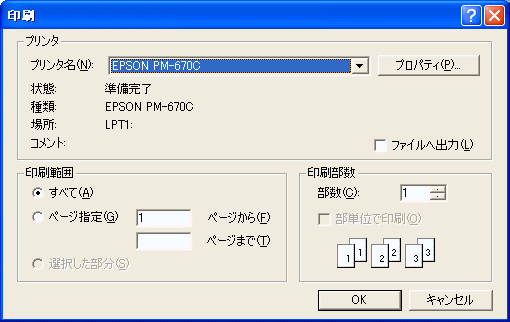 印刷
プリンタ
プリンタ名(N): EPSON PM-670C プロパティ(P)...
状態: 準備完了
種類: EPSON PM-670C
場所: LPT1:
コメント: ファイルへ出力(L)
印刷範囲
すべて(A)
ページ指定(G) 1 ページから(F)
ページまで(T)
選択した部分(S)
印刷部数
部数(C): 1
部単位で印刷(O)
1 1 2 2 3 3
OK キャンセル